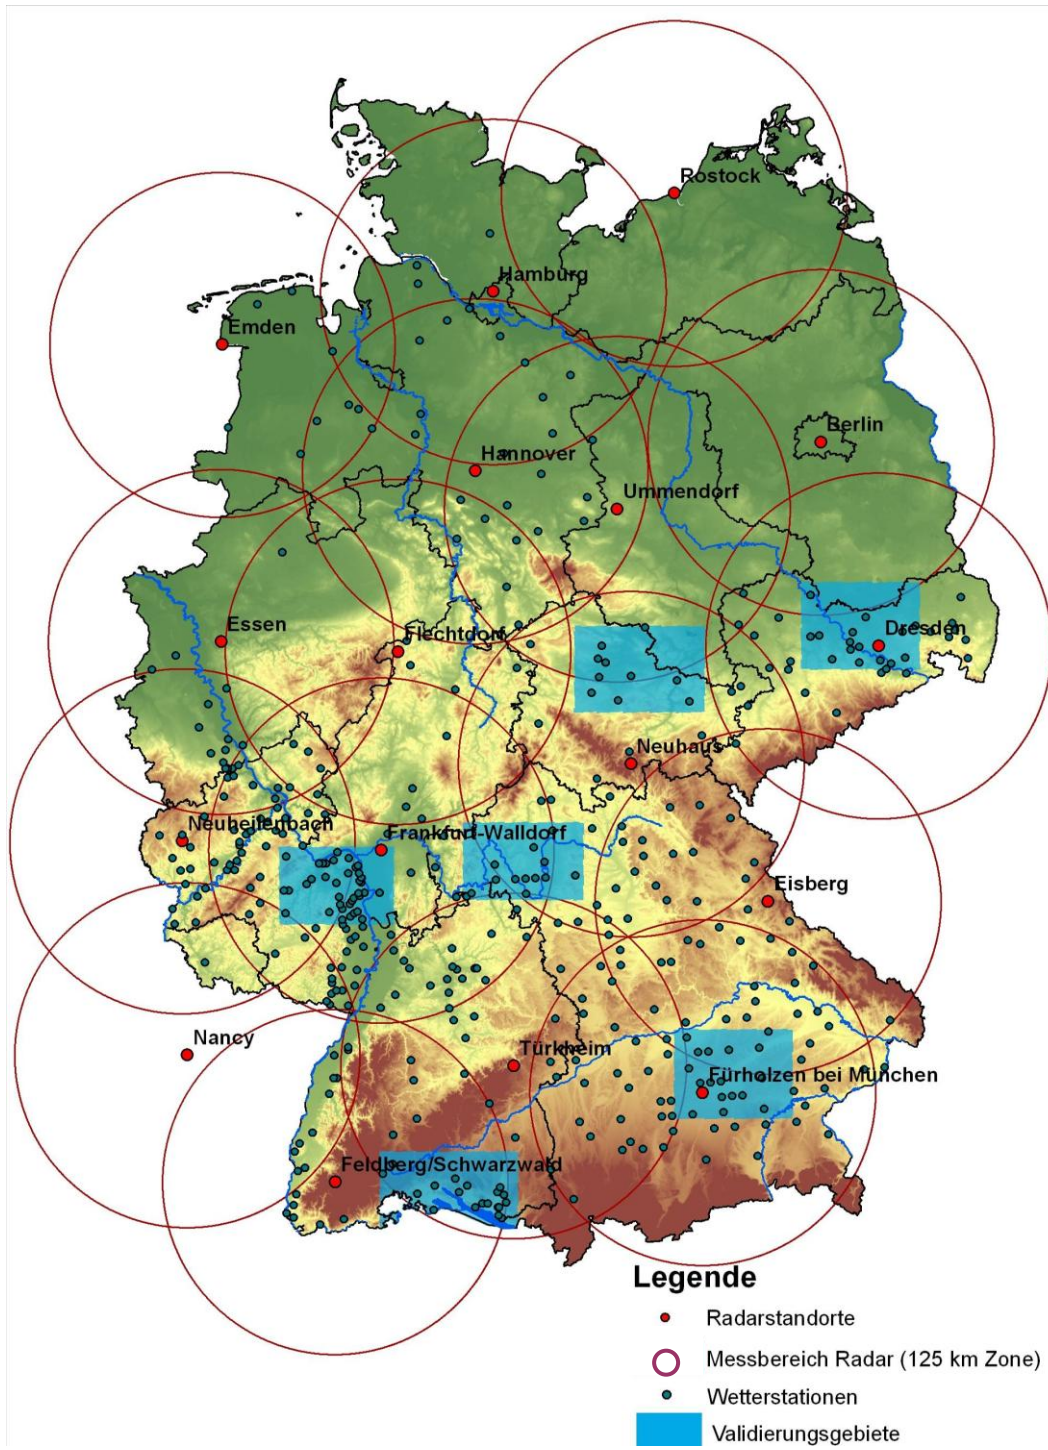 Rostock
Hamburg
Emden
Berlin
Hannover
Ummendorf
Essen
Flechtdorf
Dresden
Neuhaus
Neuheilenbach
Frankfurt-Walldorf
Eisberg
Nancy
Türkheim
Fürholzen bei München
Feldberg/Schwarzwald
Legende
Radarstandorte
Messbereich Radar (125 km Zone)
Wetterstationen
Validierungsgebiete